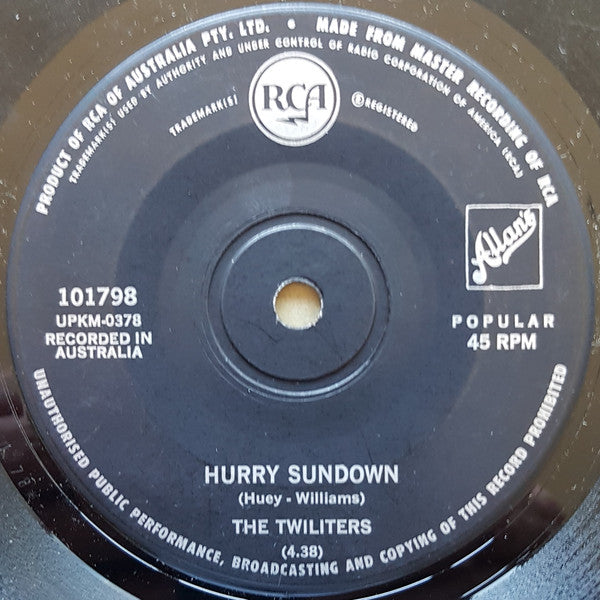 PRODUCT OF RCA OF AUSTRALIA PTY. LTD. • MADE FROM MASTER RECORDING OF RCA
TRADEMARK(S) USED BY AUTHORITY AND UNDER CONTROL OF RADIO CORPORATION OF AMERICA (RCA)
RCA
TRADEMARK(S)
®REGISTERED
Allan's
101798
UPKM-0378
RECORDED IN
AUSTRALIA
POPULAR
45 RPM
HURRY SUNDOWN
(Huey - Williams)
THE TWILITERS
(4.38)
UNAUTHORISED PUBLIC PERFORMANCE, BROADCASTING AND COPYING OF THIS RECORD PROHIBITED